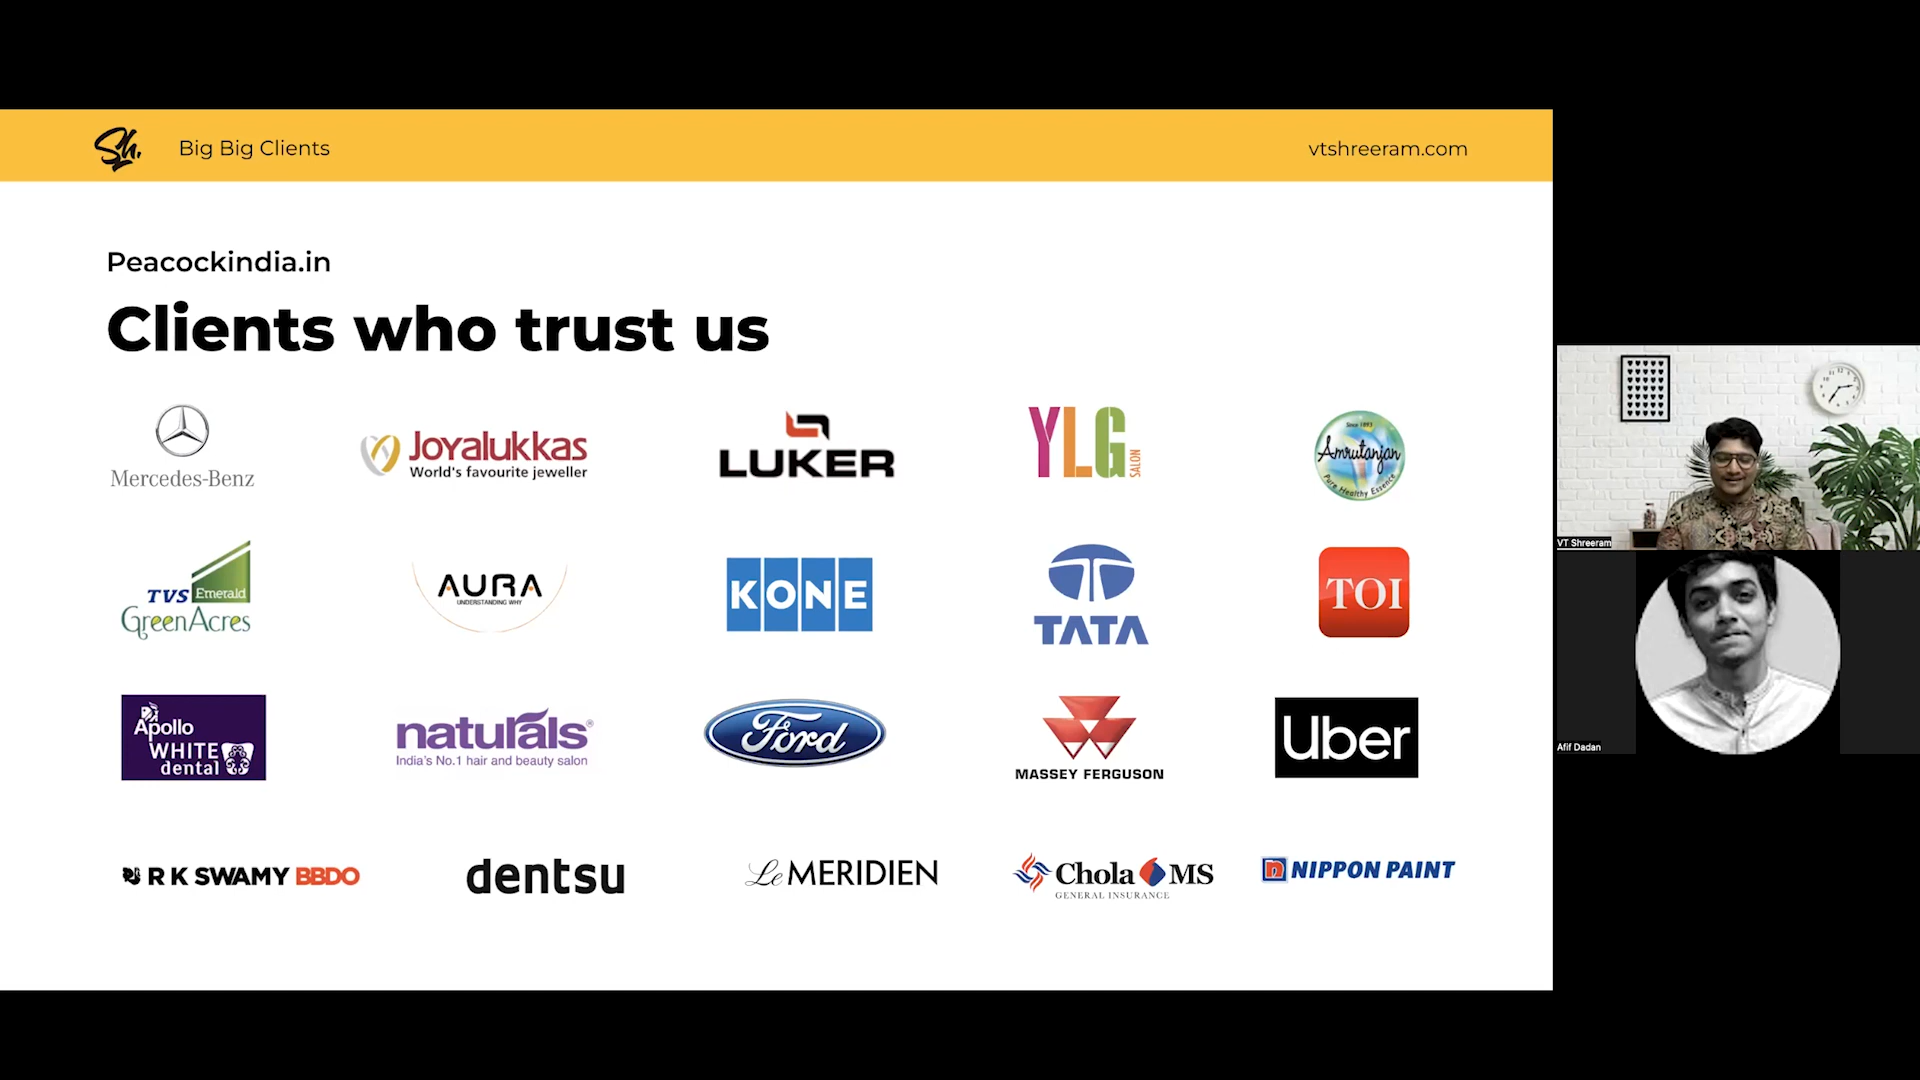 Sh.
Big Big Clients
vtshreeram.com
Peacockindia.in
Clients who trust us
Mercedes-Benz
Joyalukkas
World's favourite jeweller
LUKER
YLG
SALON
Since 1893
Amrutanjan
Pure Healthy Essence
TVS Emerald
GreenAcres
AURA
UNDERSTANDING WHY
KONE
TATA
TOI
Apollo
WHITE
dental
naturals®
India's No.1 hair and beauty salon
Ford
MASSEY FERGUSON
Uber
R K SWAMY BBDO
dentsu
Le MERIDIEN
Chola MS
GENERAL INSURANCE
n NIPPON PAINT
VT Shreeram
Afif Dadan